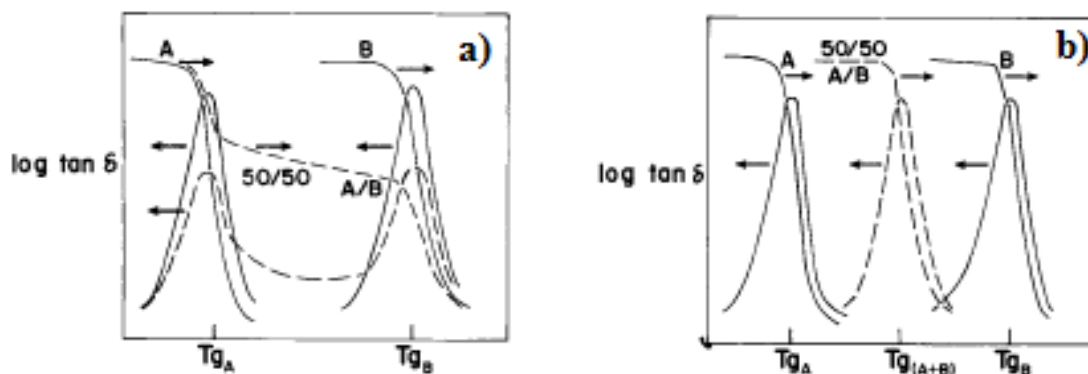 A
B
a)
log tan δ
50/50
A/B
Tg_A
Tg_B
50/50
A/B
A
B
b)
log tan δ
Tg_A
Tg_(A+B)
Tg_B